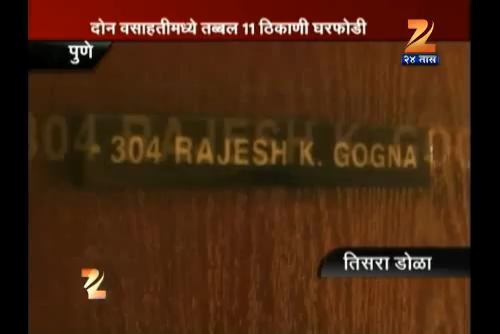 दोन वसाहतीमध्ये तब्बल 11 ठिकाणी घरफोडी
पुणे
२४ तास
304 RAJESH K. GOGNA
तिसरा डोळा